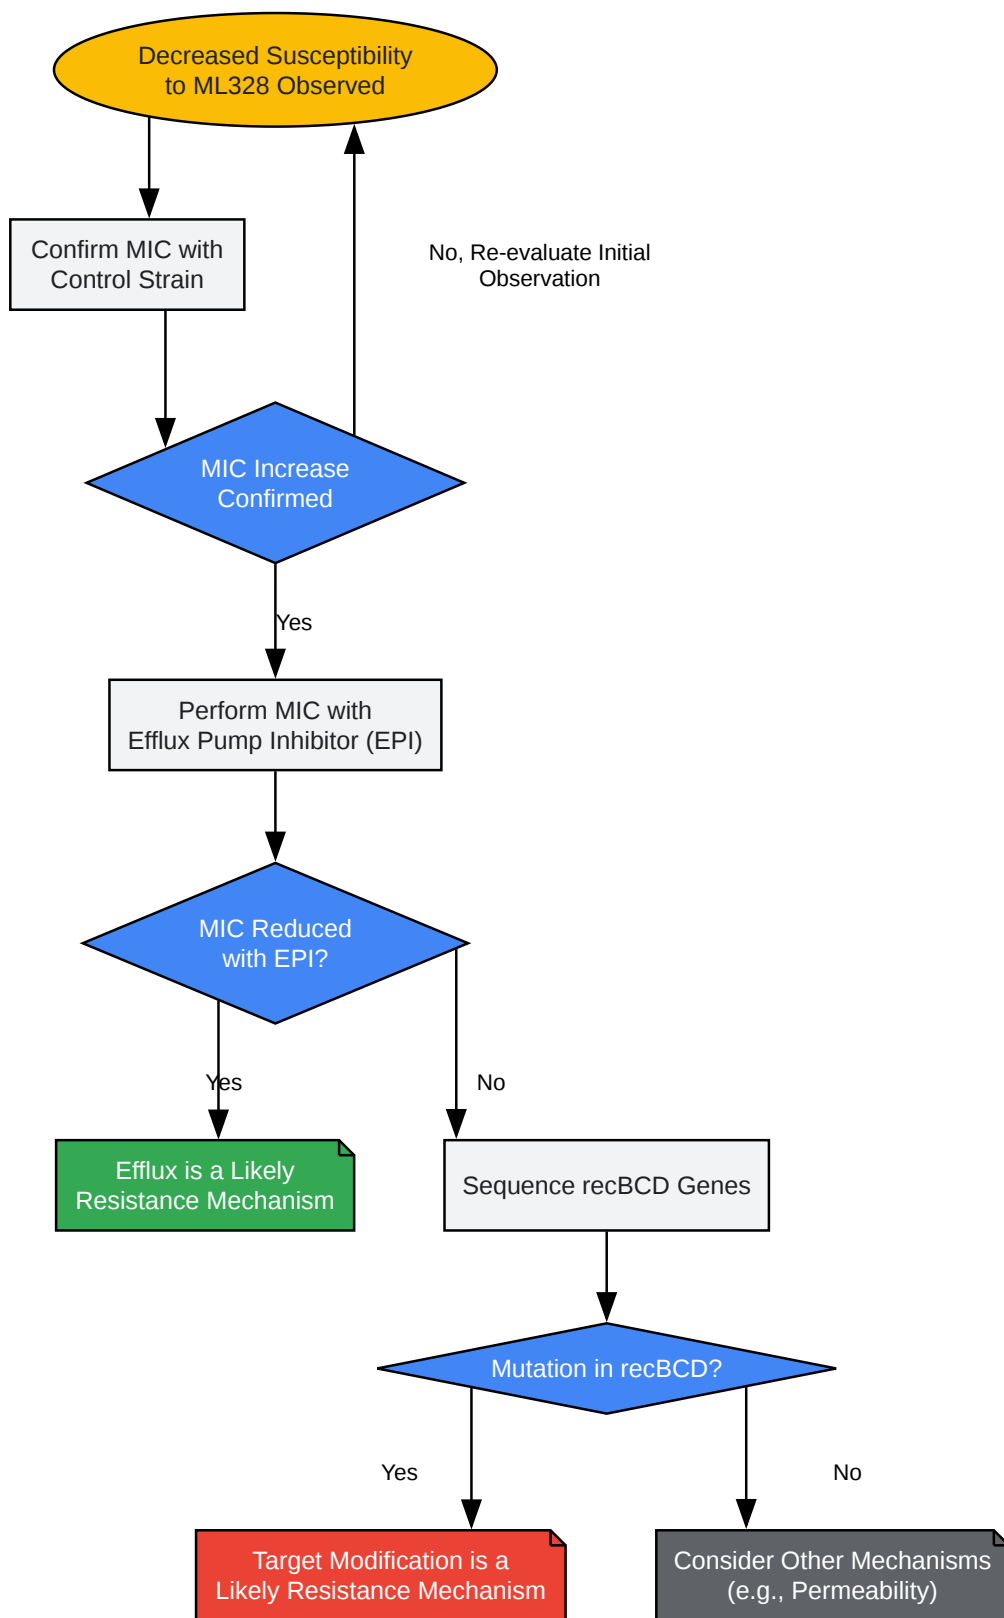 Decreased Susceptibility
to ML328 Observed
Confirm MIC with
Control Strain
No, Re-evaluate Initial
Observation
MIC Increase
Confirmed
Yes
Perform MIC with
Efflux Pump Inhibitor (EPI)
MIC Reduced
with EPI?
Yes
No
Efflux is a Likely
Resistance Mechanism
Sequence recBCD Genes
Mutation in recBCD?
Yes
No
Target Modification is a
Likely Resistance Mechanism
Consider Other Mechanisms
(e.g., Permeability)